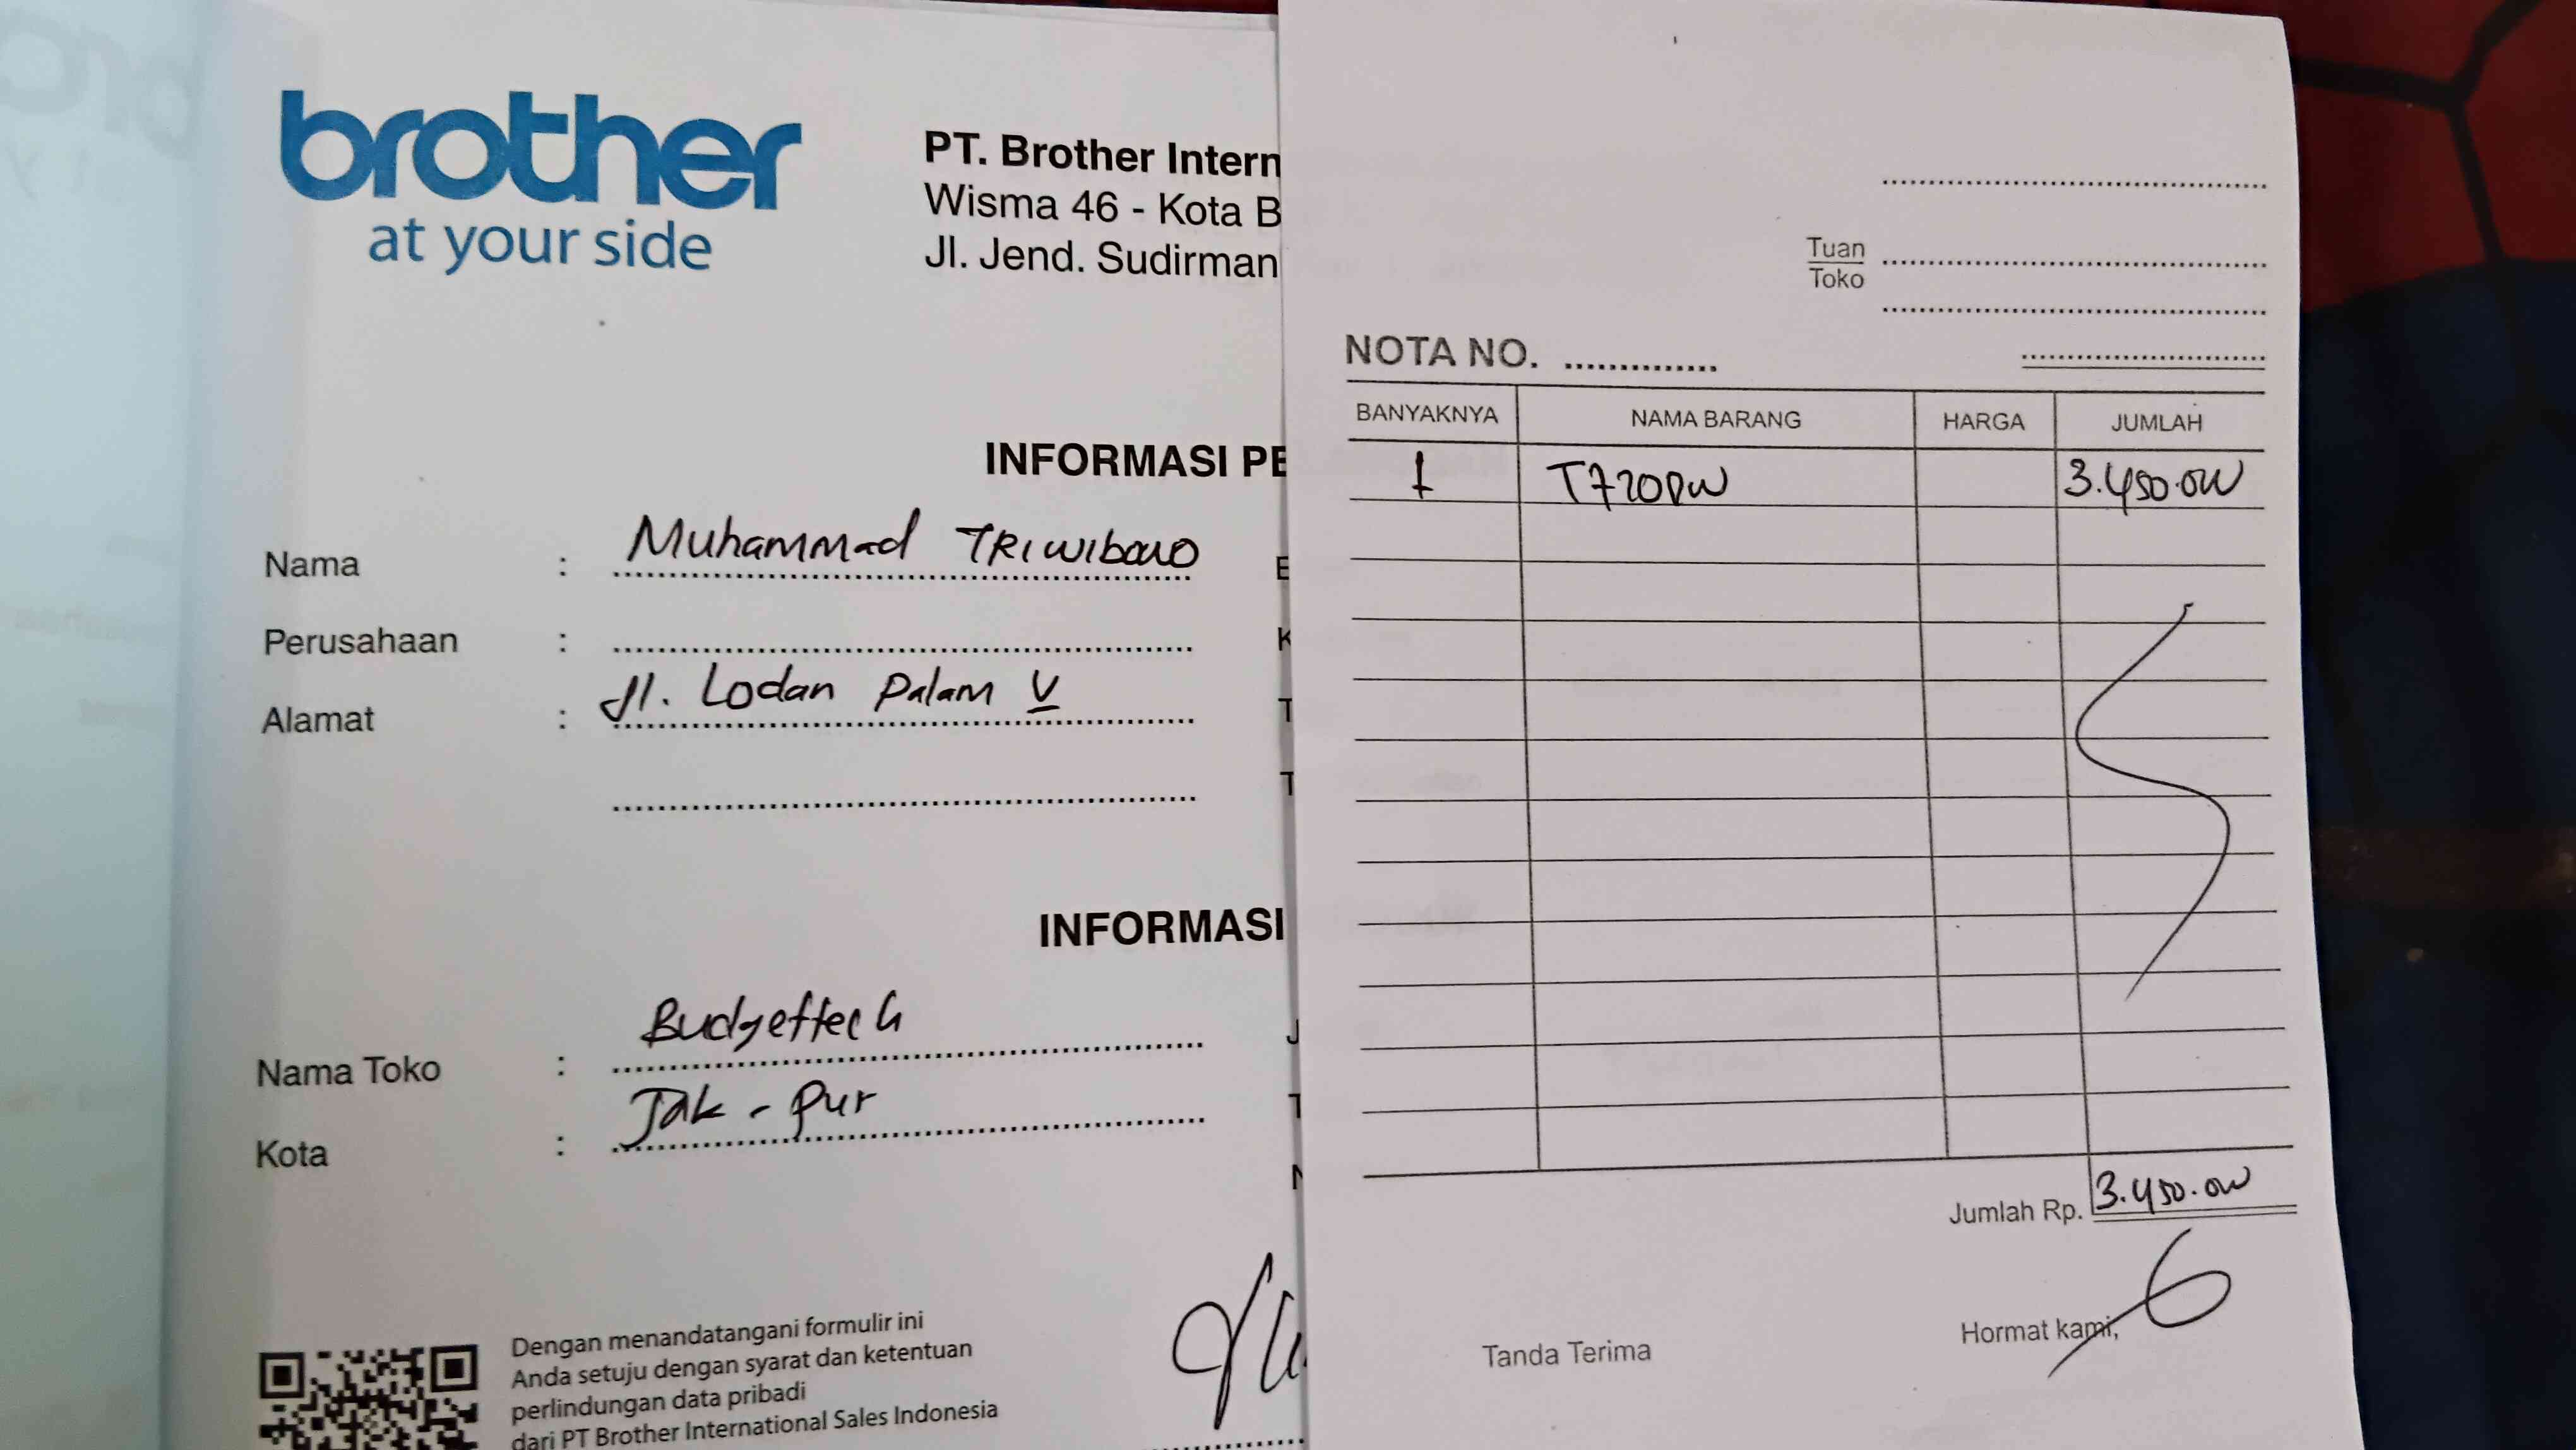 brother
at your side
PT. Brother Intern
Wisma 46 - Kota B
Jl. Jend. Sudirman
INFORMASI PE
Nama : Muhammad TRIWIBOWO
Perusahaan :
Alamat : Jl. Lodan Dalam V
INFORMASI
Nama Toko : Budgettech
Kota : Jak - Pur
Dengan menandatangani formulir ini
Anda setuju dengan syarat dan ketentuan
perlindungan data pribadi
dari PT Brother International Sales Indonesia
Tuan
Toko
NOTA NO.
BANYAKNYA NAMA BARANG HARGA JUMLAH
1 T720DW 3.450.000
Jumlah Rp. 3.450.000
Tanda Terima
Hormat kami,